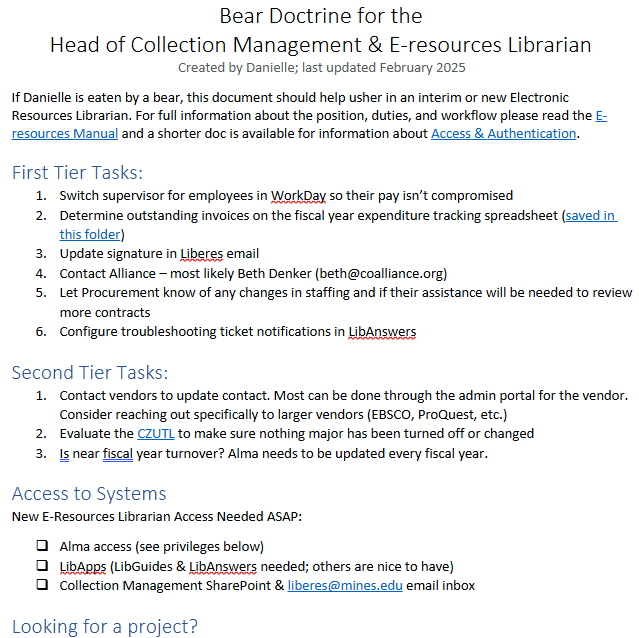 Bear Doctrine for the
Head of Collection Management & E-resources Librarian
Created by Danielle; last updated February 2025
If Danielle is eaten by a bear, this document should help usher in an interim or new Electronic
Resources Librarian. For full information about the position, duties, and workflow please read the E-
resources Manual and a shorter doc is available for information about Access & Authentication.
First Tier Tasks:
1. Switch supervisor for employees in WorkDay so their pay isn’t compromised
2. Determine outstanding invoices on the fiscal year expenditure tracking spreadsheet (saved in
this folder)
3. Update signature in Liberes email
4. Contact Alliance – most likely Beth Denker (beth@coalliance.org)
5. Let Procurement know of any changes in staffing and if their assistance will be needed to review
more contracts
6. Configure troubleshooting ticket notifications in LibAnswers
Second Tier Tasks:
1. Contact vendors to update contact. Most can be done through the admin portal for the vendor.
Consider reaching out specifically to larger vendors (EBSCO, ProQuest, etc.)
2. Evaluate the CZUTL to make sure nothing major has been turned off or changed
3. Is near fiscal year turnover? Alma needs to be updated every fiscal year.
Access to Systems
New E-Resources Librarian Access Needed ASAP:
❑ Alma access (see privileges below)
❑ LibApps (LibGuides & LibAnswers needed; others are nice to have)
❑ Collection Management SharePoint & liberes@mines.edu email inbox
Looking for a project?